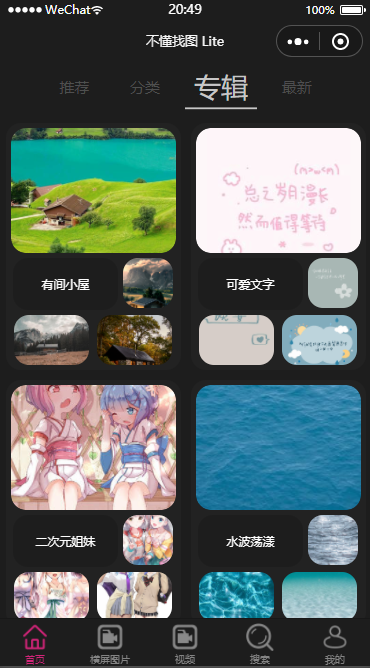 WeChat
20:49
100%
不懂找图 Lite
推荐
分类
专辑
最新
(n>w<n)
总之岁月漫长
然而值得等待
有间小屋
可爱文字
二次元姐妹
水波荡漾
首页
横屏图片
视频
搜索
我的